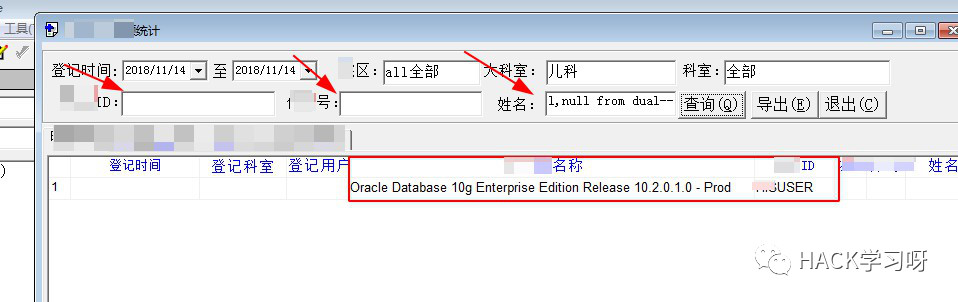 工具(
统计
登记时间: 2018/11/14 至 2018/11/14 区: all全部 大科室: 儿科 科室: 全部
ID: 号: 姓名: l,null from dual-- 查询(Q) 导出(E) 退出(C)
登记时间 登记科室 登记用户 名称 ID 姓名
1 Oracle Database 10g Enterprise Edition Release 10.2.0.1.0 - Prod HISUSER
HACK学习呀